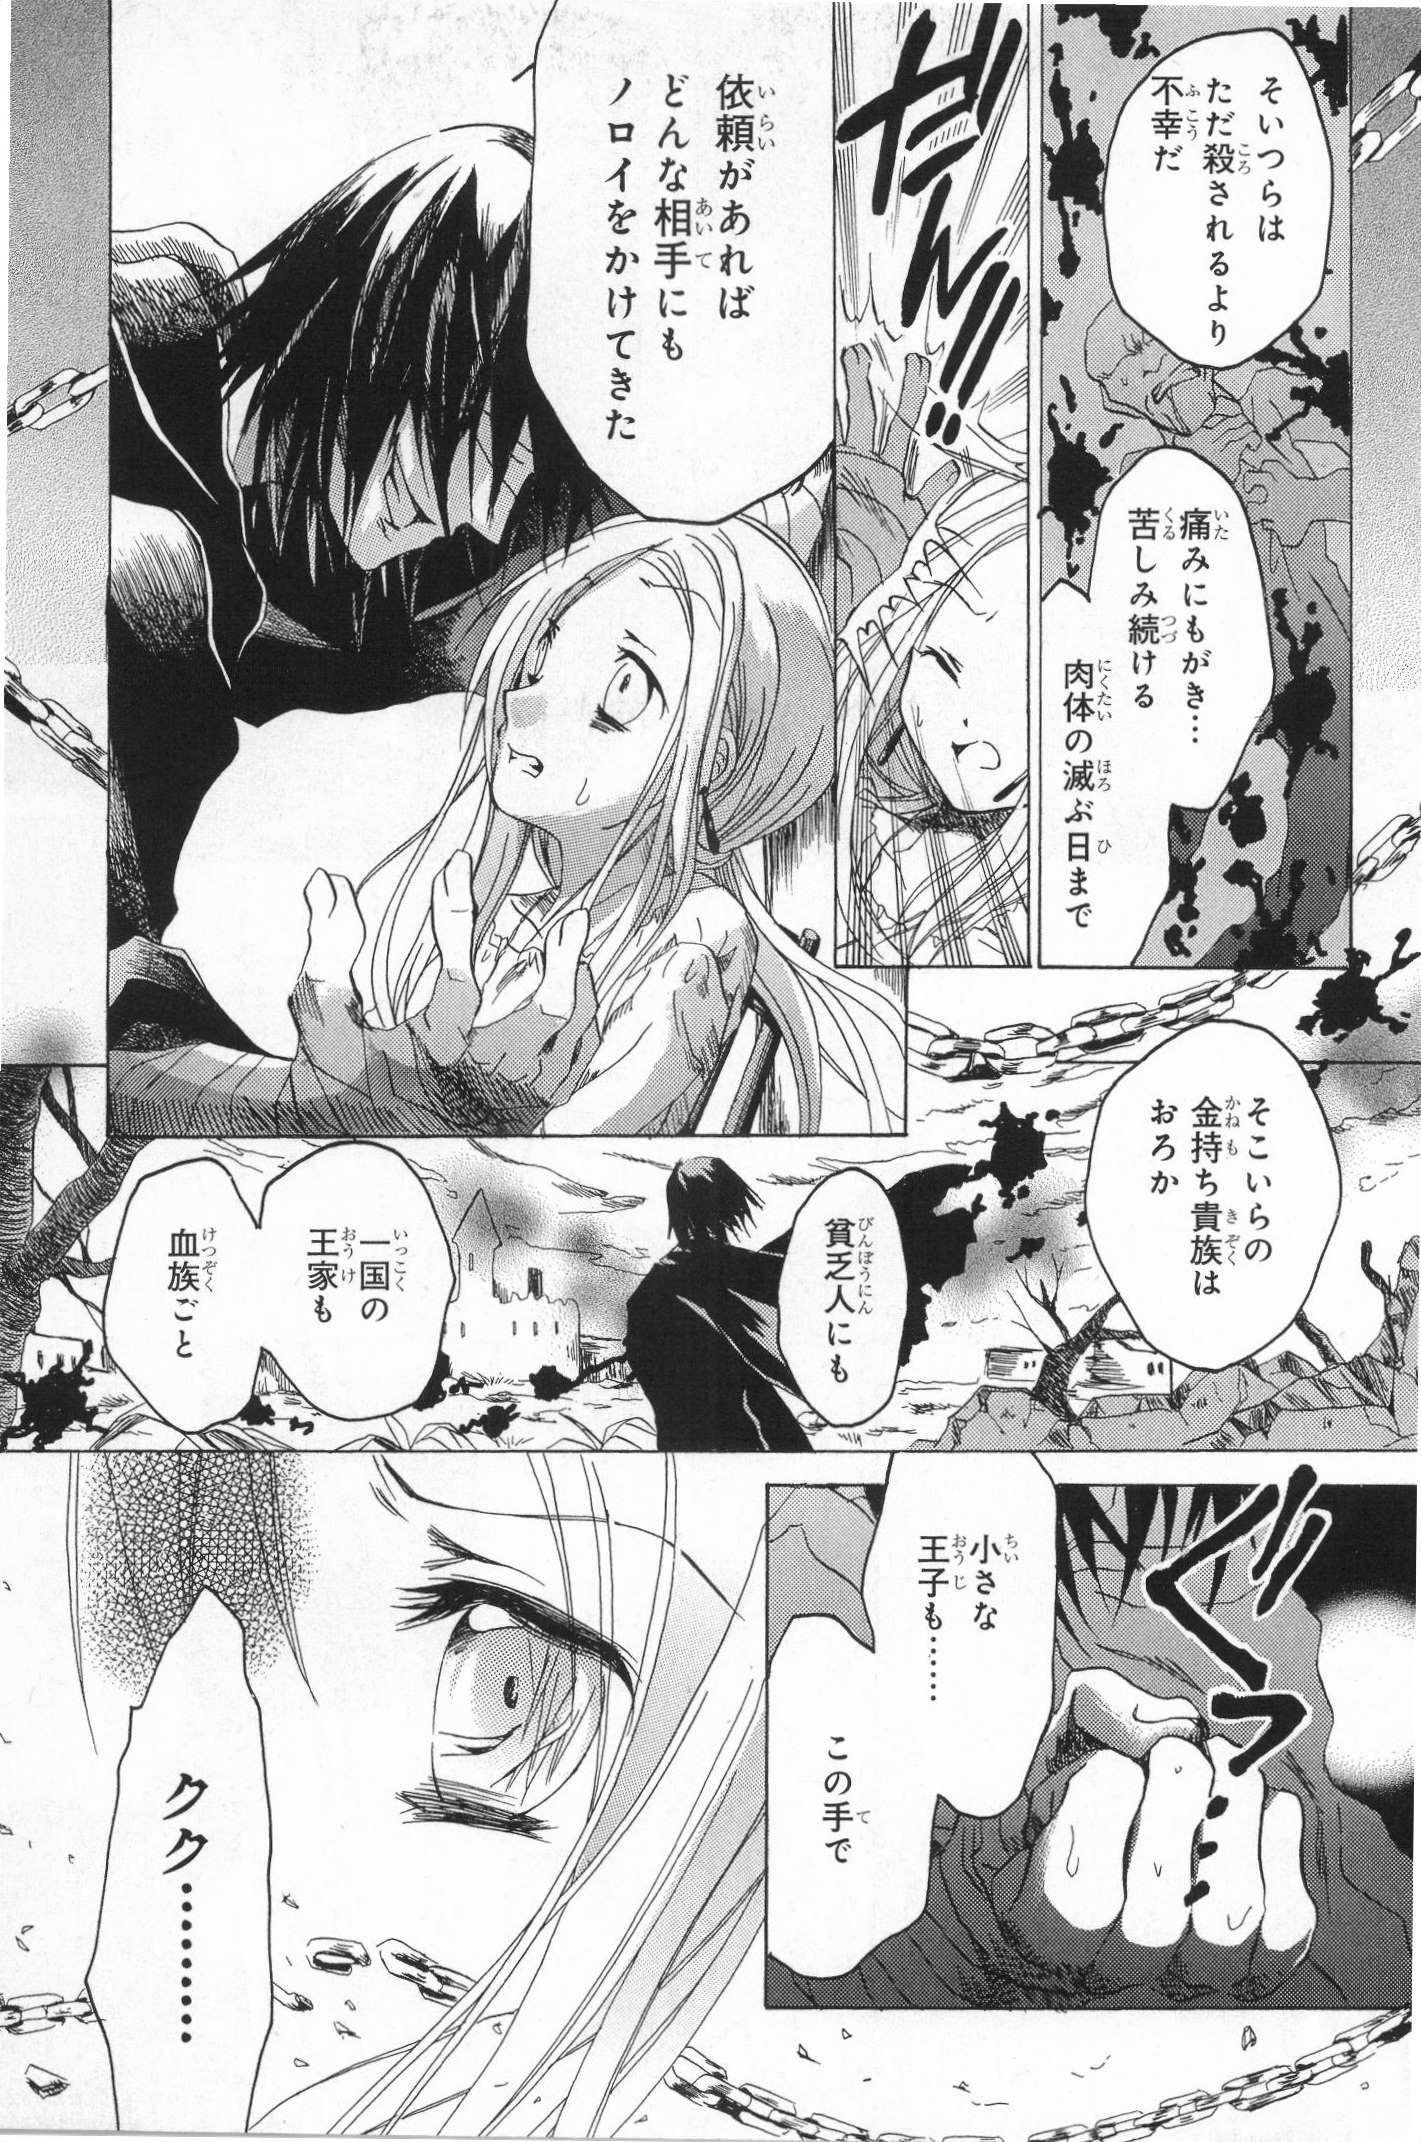 そいつらは
ただ殺されるより
不幸だ
痛みにもがき…
苦しみ続ける
肉体の滅ぶ日まで
だん!!
依頼があれば
どんな相手にも
ノロイをかけてきた
そこいらの
金持ち貴族は
おろか
貧乏人にも
一国の
王家も
血族ごと
ぐっ…
小さな
王子も……
この手で
クク………